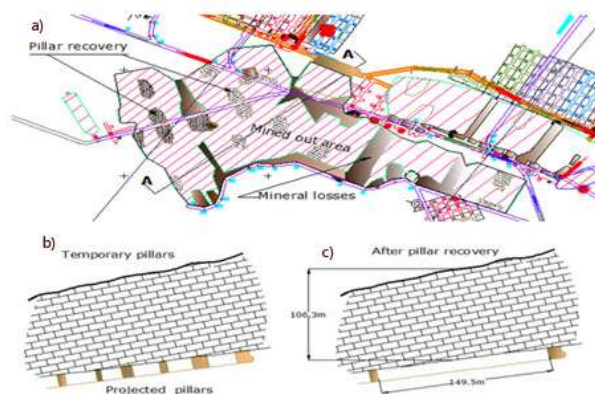 a)
A
Pillar recovery
Mined out area
A
Mineral losses
b)
Temporary pillars
Projected pillars
c)
After pillar recovery
106,3m
149.5m